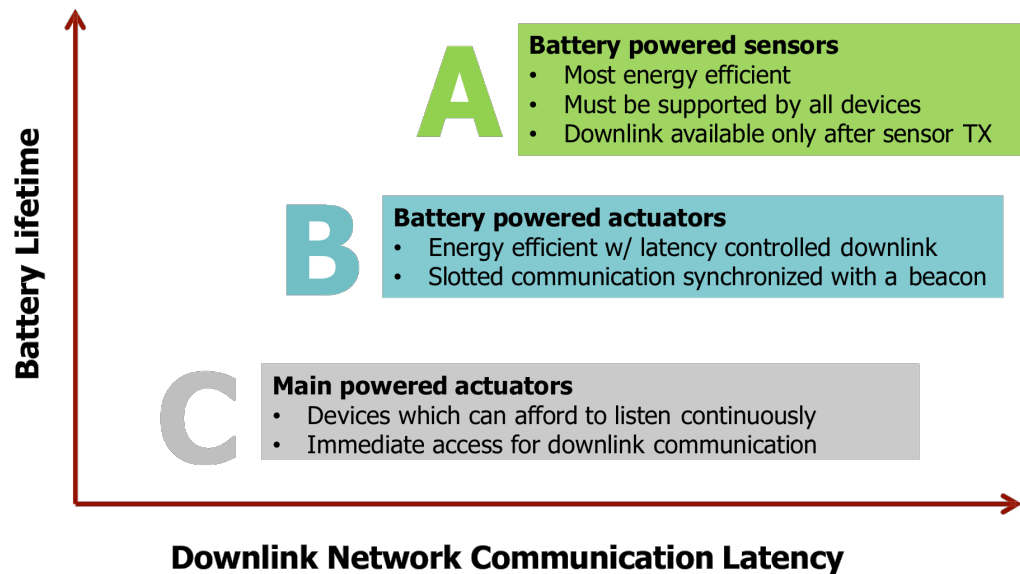 Battery Lifetime
A
Battery powered sensors
• Most energy efficient
• Must be supported by all devices
• Downlink available only after sensor TX
B
Battery powered actuators
• Energy efficient w/ latency controlled downlink
• Slotted communication synchronized with a beacon
C
Main powered actuators
• Devices which can afford to listen continuously
• Immediate access for downlink communication
Downlink Network Communication Latency